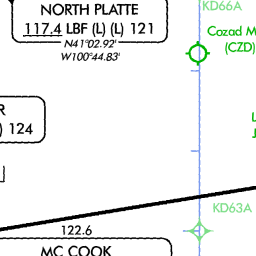 NORTH PLATTE
117.4 LBF (L) (L) 121
N41°02.92'
W100°44.83'
KD66A
Cozad M
(CZD)
R
) 124
L
J
KD63A
122.6
MC COOK